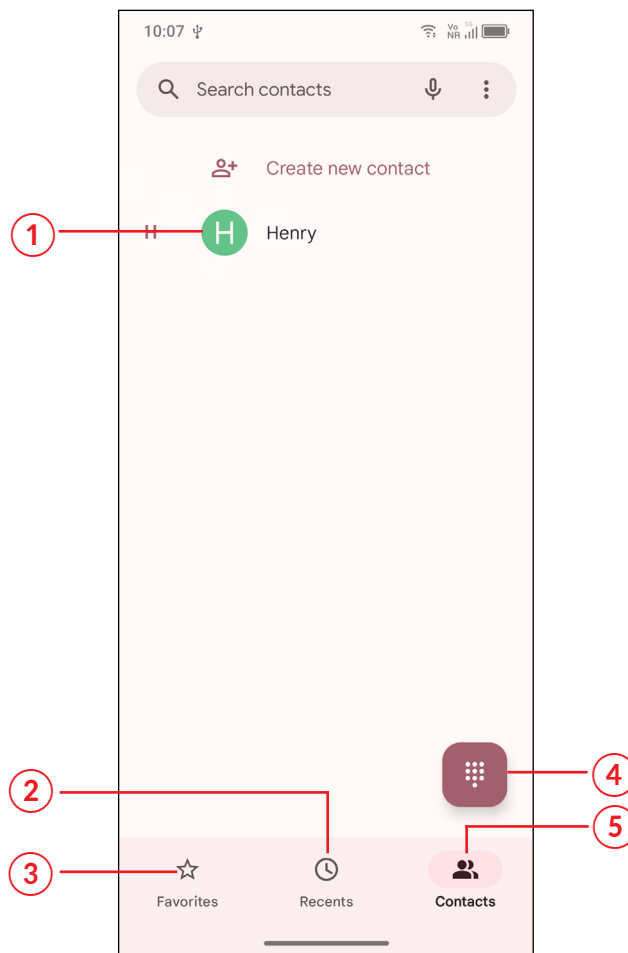 10:07
Vo 5G
NR
Search contacts
Create new contact
1
H H Henry
4
2
5
3
Favorites Recents Contacts